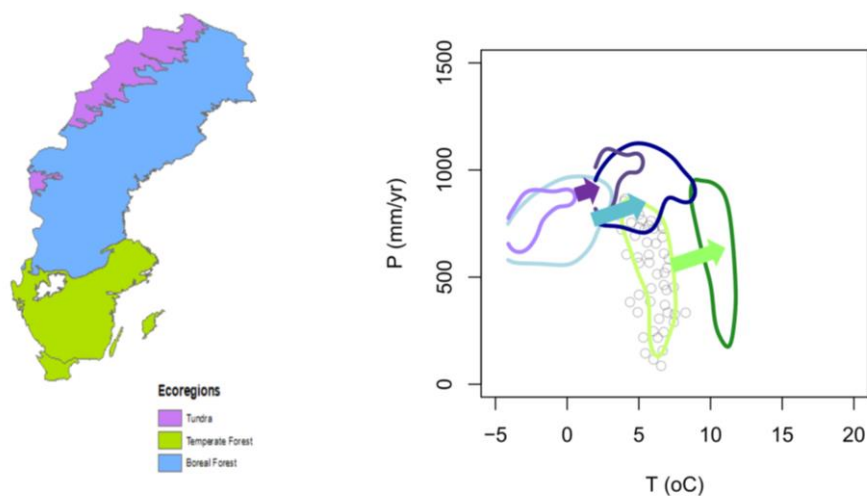 Ecoregions
Tundra
Temperate Forest
Boreal Forest
P (mm/yr)
1500
1000
500
0
−5 0 5 10 15 20
T (oC)